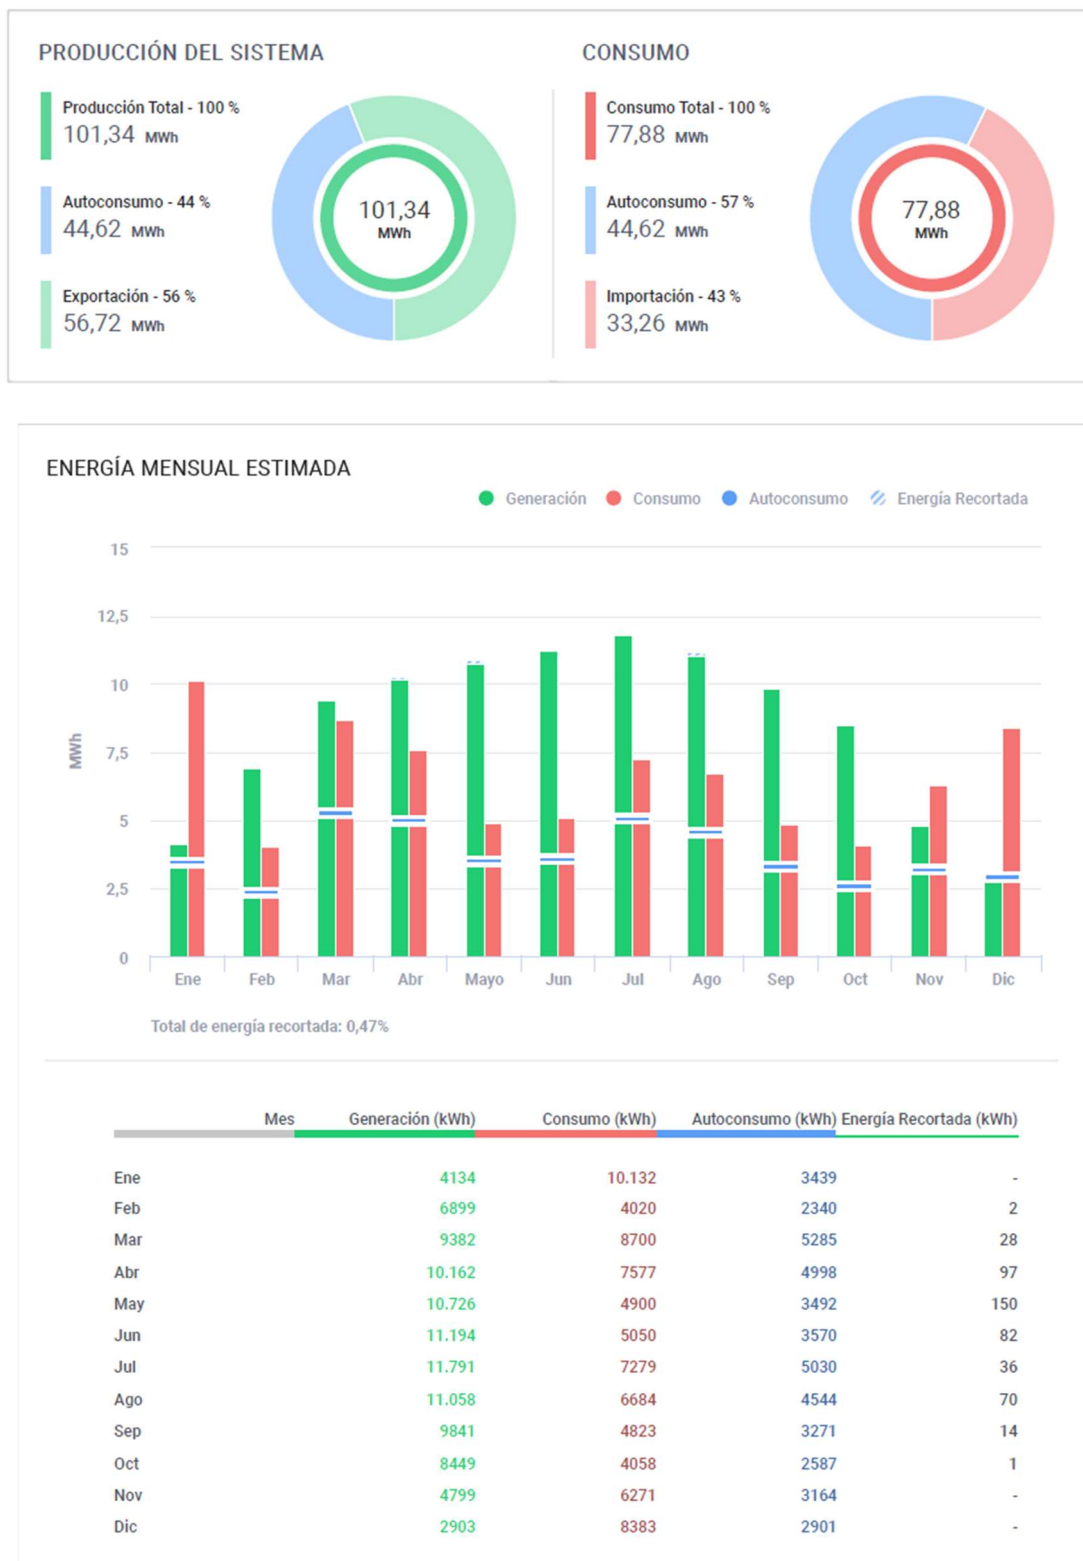 PRODUCCIÓN DEL SISTEMA
Producción Total - 100 %
101,34 MWh
Autoconsumo - 44 %
44,62 MWh
Exportación - 56 %
56,72 MWh
101,34
MWh
CONSUMO
Consumo Total - 100 %
77,88 MWh
Autoconsumo - 57 %
44,62 MWh
Importación - 43 %
33,26 MWh
77,88
MWh
ENERGÍA MENSUAL ESTIMADA
Generación Consumo Autoconsumo Energía Recortada
MWh
15
12,5
10
7,5
5
2,5
0
Ene Feb Mar Abr Mayo Jun Jul Ago Sep Oct Nov Dic
Total de energía recortada: 0,47%
Mes Generación (kWh) Consumo (kWh) Autoconsumo (kWh) Energía Recortada (kWh)
Ene 4134 10.132 3439 -
Feb 6899 4020 2340 2
Mar 9382 8700 5285 28
Abr 10.162 7577 4998 97
May 10.726 4900 3492 150
Jun 11.194 5050 3570 82
Jul 11.791 7279 5030 36
Ago 11.058 6684 4544 70
Sep 9841 4823 3271 14
Oct 8449 4058 2587 1
Nov 4799 6271 3164 -
Dic 2903 8383 2901 -